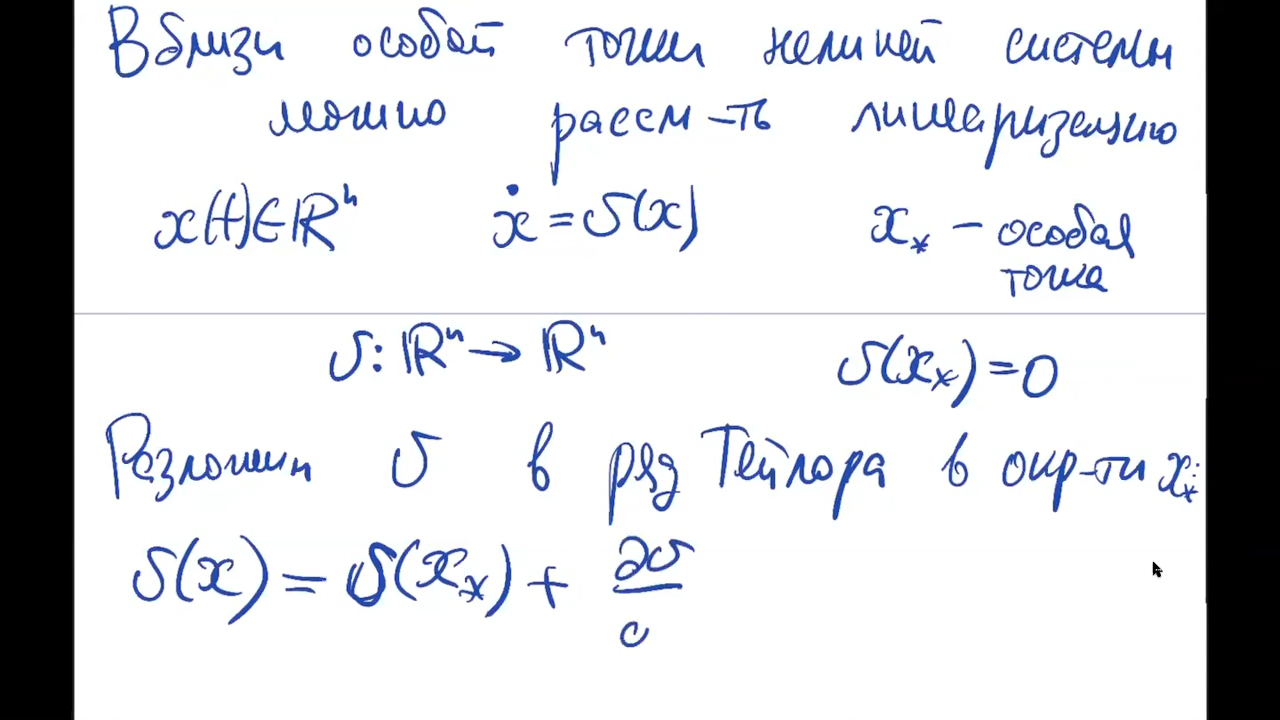 Вблизи особой точки нелиней системы
можно рассм-ть линеаризацию
x(t)∈ℝⁿ ẋ = v(x) x* – особая
точка
v: ℝⁿ → ℝⁿ v(x*) = 0
Разложим v в ряд Тейлора в окр-ти x*:
v(x) = v(x*) + ∂v